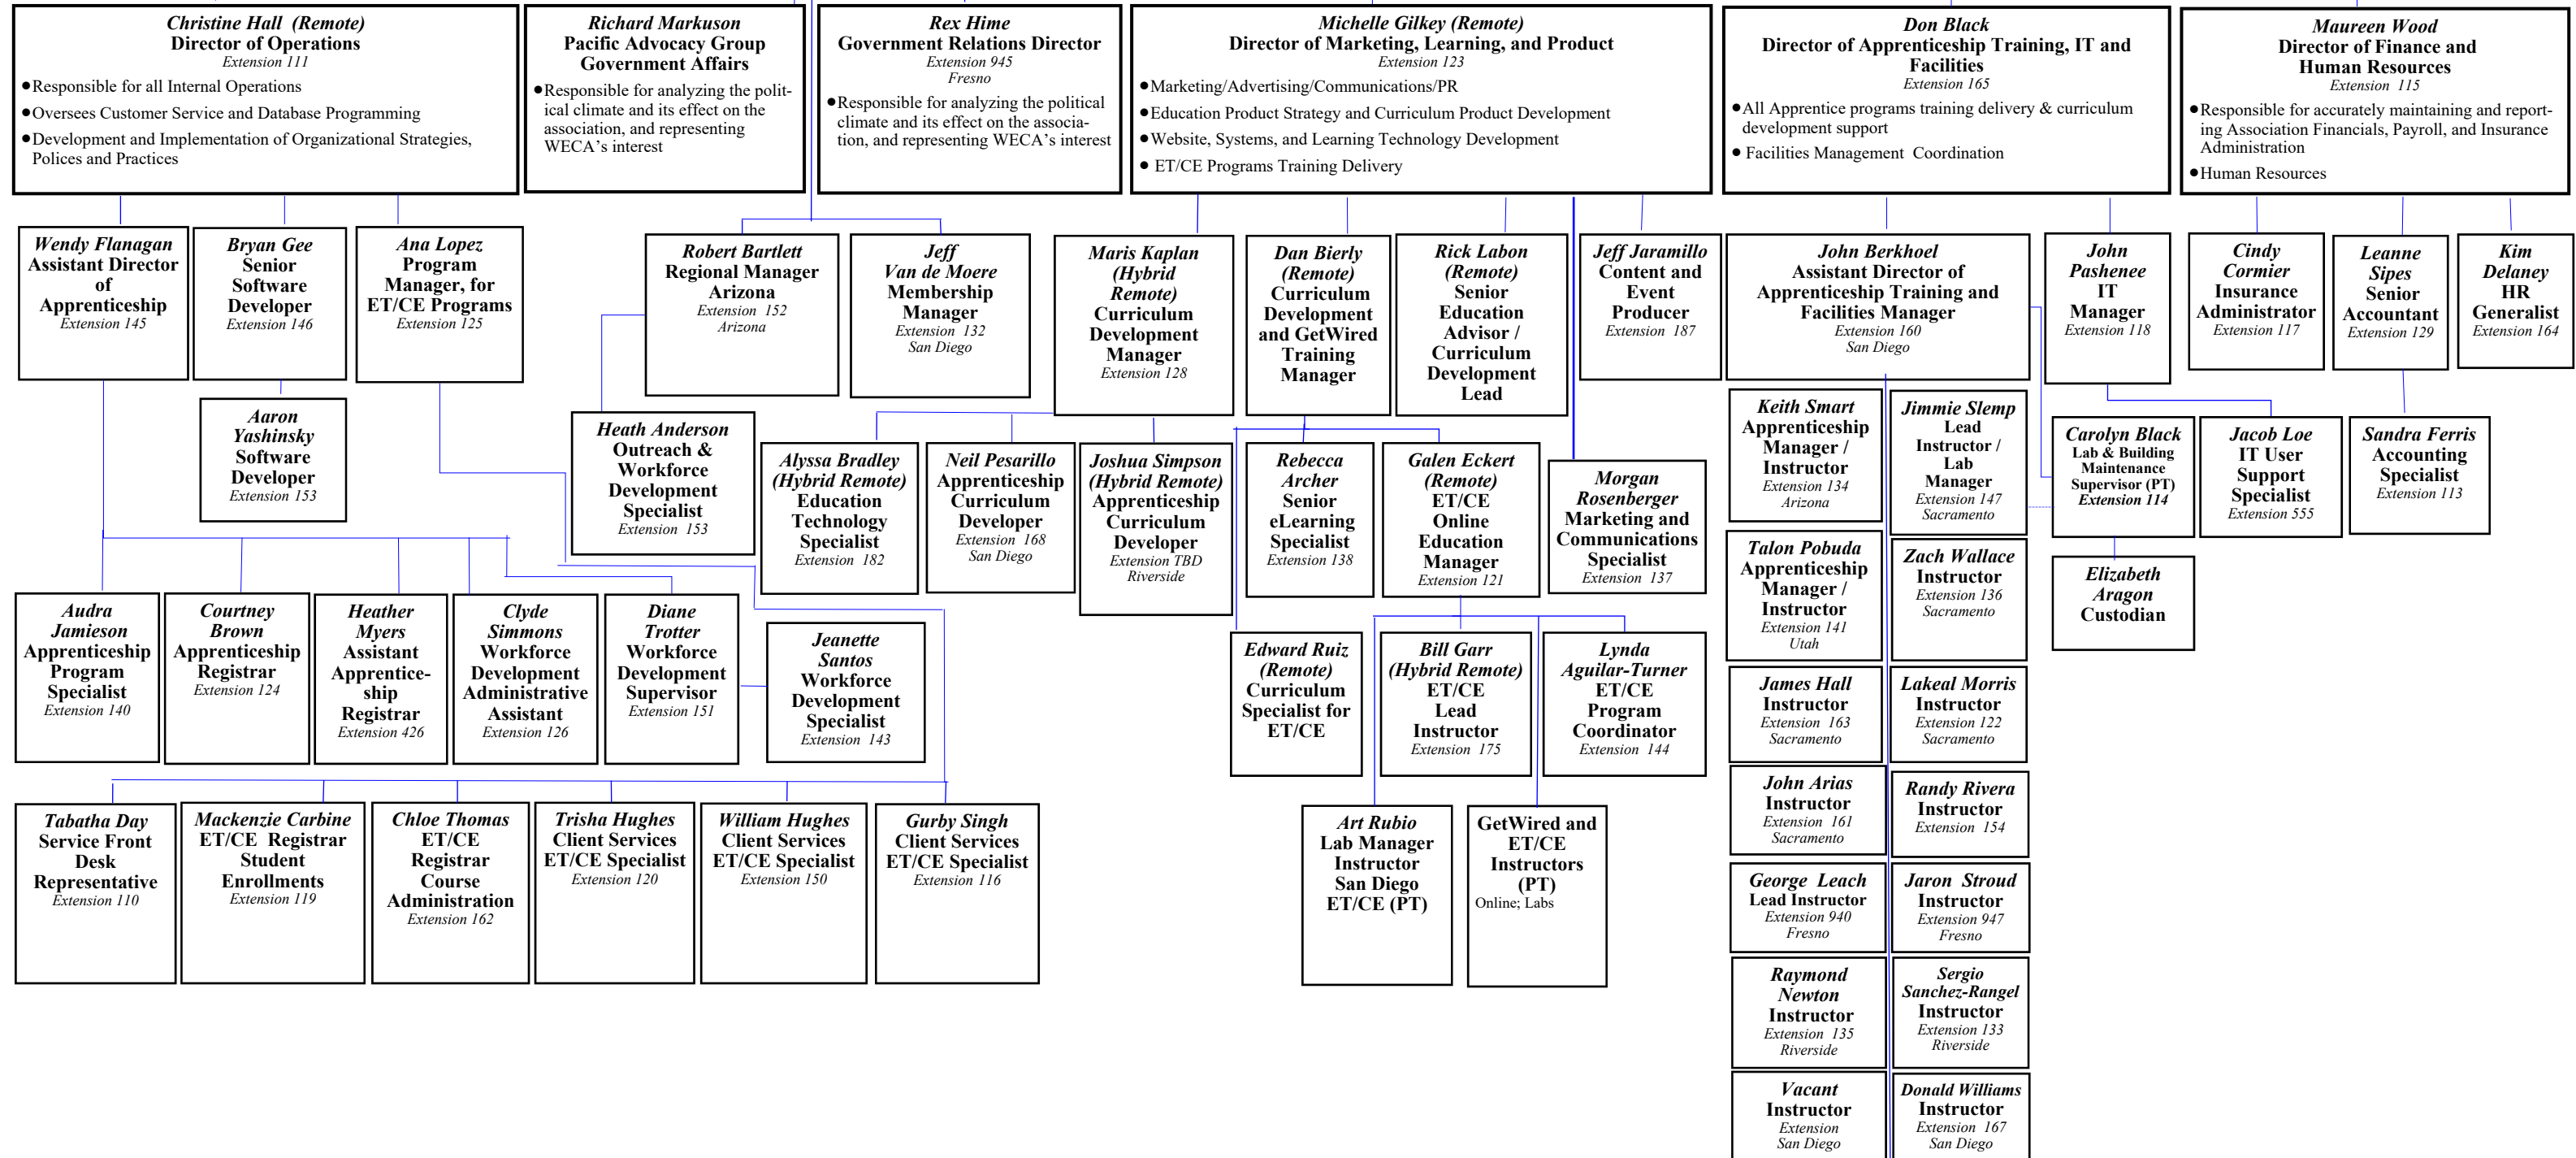 Christine Hall  (Remote)
Director of Operations
Extension 111
●Responsible for all Internal Operations
●Oversees Customer Service and Database Programming
●Development and Implementation of Organizational Strategies,
Polices and Practices
Richard Markuson
Pacific Advocacy Group
Government Affairs
●Responsible for analyzing the polit-
ical climate and its effect on the
association, and representing
WECA’s interest
Rex Hime
Government Relations Director
Extension 945
Fresno
●Responsible for analyzing the political
climate and its effect on the associa-
tion, and representing WECA’s interest
Michelle Gilkey (Remote)
Director of Marketing, Learning, and Product
Extension 123
●Marketing/Advertising/Communications/PR
●Education Product Strategy and Curriculum Product Development
●Website, Systems, and Learning Technology Development
● ET/CE Programs Training Delivery
Don Black
Director of Apprenticeship Training, IT and
Facilities
Extension 165
●All Apprentice programs training delivery & curriculum
development support
● Facilities Management  Coordination
Maureen Wood
Director of Finance and
Human Resources
Extension  115
●Responsible for accurately maintaining and report-
ing Association Financials, Payroll, and Insurance
Administration
●Human Resources
Wendy Flanagan
Assistant Director
of
Apprenticeship
Extension 145
Bryan Gee
Senior
Software
Developer
Extension 146
Ana Lopez
Program
Manager, for
ET/CE Programs
Extension 125
Robert Bartlett
Regional Manager
Arizona
Extension  152
Arizona
Jeff
Van de Moere
Membership
Manager
Extension  132
San Diego
Maris Kaplan
(Hybrid
Remote)
Curriculum
Development
Manager
Extension 128
Dan Bierly
(Remote)
Curriculum
Development
and GetWired
Training
Manager
Rick Labon
(Remote)
Senior
Education
Advisor /
Curriculum
Development
Lead
Jeff Jaramillo
Content and
Event
Producer
Extension  187
John Berkhoel
Assistant Director of
Apprenticeship Training and
Facilities Manager
Extension 160
San Diego
John
Pashenee
IT
Manager
Extension 118
Cindy
Cormier
Insurance
Administrator
Extension 117
Leanne
Sipes
Senior
Accountant
Extension 129
Kim
Delaney
HR
Generalist
Extension 164
Aaron
Yashinsky
Software
Developer
Extension 153
Heath Anderson
Outreach &
Workforce
Development
Specialist
Extension  153
Alyssa Bradley
(Hybrid Remote)
Education
Technology
Specialist
Extension  182
Neil Pesarillo
Apprenticeship
Curriculum
Developer
Extension  168
San Diego
Joshua Simpson
(Hybrid Remote)
Apprenticeship
Curriculum
Developer
Extension TBD
Riverside
Rebecca
Archer
Senior
eLearning
Specialist
Extension 138
Galen Eckert
(Remote)
ET/CE
Online
Education
Manager
Extension 121
Morgan
Rosenberger
Marketing and
Communications
Specialist
Extension  137
Keith Smart
Apprenticeship
Manager /
Instructor
Extension 134
Arizona
Jimmie Slemp
Lead
Instructor /
Lab
Manager
Extension 147
Sacramento
Carolyn Black
Lab & Building
Maintenance
Supervisor (PT)
Extension 114
Jacob Loe
IT User
Support
Specialist
Extension 555
Sandra Ferris
Accounting
Specialist
Extension 113
Talon Pobuda
Apprenticeship
Manager /
Instructor
Extension 141
Utah
Zach Wallace
Instructor
Extension 136
Sacramento
Elizabeth
Aragon
Custodian
Audra
Jamieson
Apprenticeship
Program
Specialist
Extension 140
Courtney
Brown
Apprenticeship
Registrar
Extension 124
Heather
Myers
Assistant
Apprentice-
ship
Registrar
Extension 426
Clyde
Simmons
Workforce
Development
Administrative
Assistant
Extension 126
Diane
Trotter
Workforce
Development
Supervisor
Extension 151
Jeanette
Santos
Workforce
Development
Specialist
Extension  143
Edward Ruiz
(Remote)
Curriculum
Specialist for
ET/CE
Bill Garr
(Hybrid Remote)
ET/CE
Lead
Instructor
Extension  175
Lynda
Aguilar-Turner
ET/CE
Program
Coordinator
Extension  144
James Hall
Instructor
Extension  163
Sacramento
Lakeal Morris
Instructor
Extension  122
Sacramento
John Arias
Instructor
Extension  161
Sacramento
Randy Rivera
Instructor
Extension  154
Tabatha Day
Service Front
Desk
Representative
Extension 110
Mackenzie Carbine
ET/CE  Registrar
Student
Enrollments
Extension 119
Chloe Thomas
ET/CE
Registrar
Course
Administration
Extension 162
Trisha Hughes
Client Services
ET/CE Specialist
Extension 120
William Hughes
Client Services
ET/CE Specialist
Extension 150
Gurby Singh
Client Services
ET/CE Specialist
Extension 116
Art Rubio
Lab Manager
Instructor
San Diego
ET/CE (PT)
GetWired and
ET/CE
Instructors
(PT)
Online; Labs
George  Leach
Lead Instructor
Extension 940
Fresno
Jaron  Stroud
Instructor
Extension 947
Fresno
Raymond
Newton
Instructor
Extension  135
Riverside
Sergio
Sanchez-Rangel
Instructor
Extension 133
Riverside
Vacant
Instructor
Extension
San Diego
Donald Williams
Instructor
Extension  167
San Diego